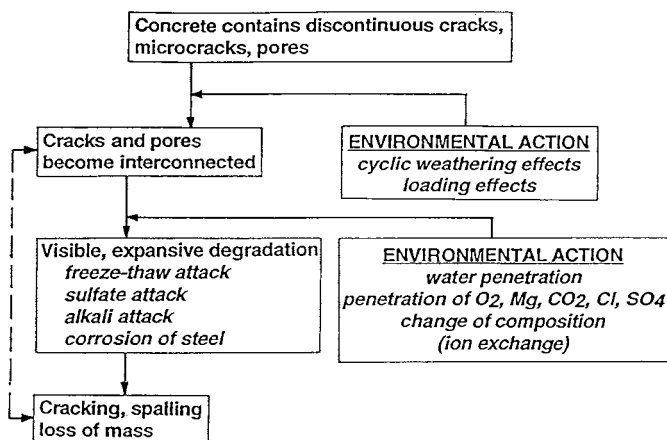 Concrete contains discontinuous cracks,
microcracks, pores
Cracks and pores
become interconnected
ENVIRONMENTAL ACTION
cyclic weathering effects
loading effects
Visible, expansive degradation
freeze-thaw attack
sulfate attack
alkali attack
corrosion of steel
ENVIRONMENTAL ACTION
water penetration
penetration of O2, Mg, CO2, Cl, SO4
change of composition
(ion exchange)
Cracking, spalling
loss of mass